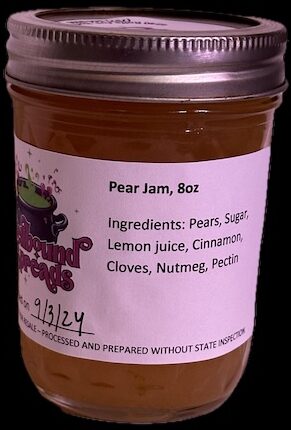 Pear Jam, 8oz
Ingredients: Pears, Sugar,
Lemon juice, Cinnamon,
Cloves, Nutmeg, Pectin
on 9/3/24
– PROCESSED AND PREPARED WITHOUT STATE INSPECTION